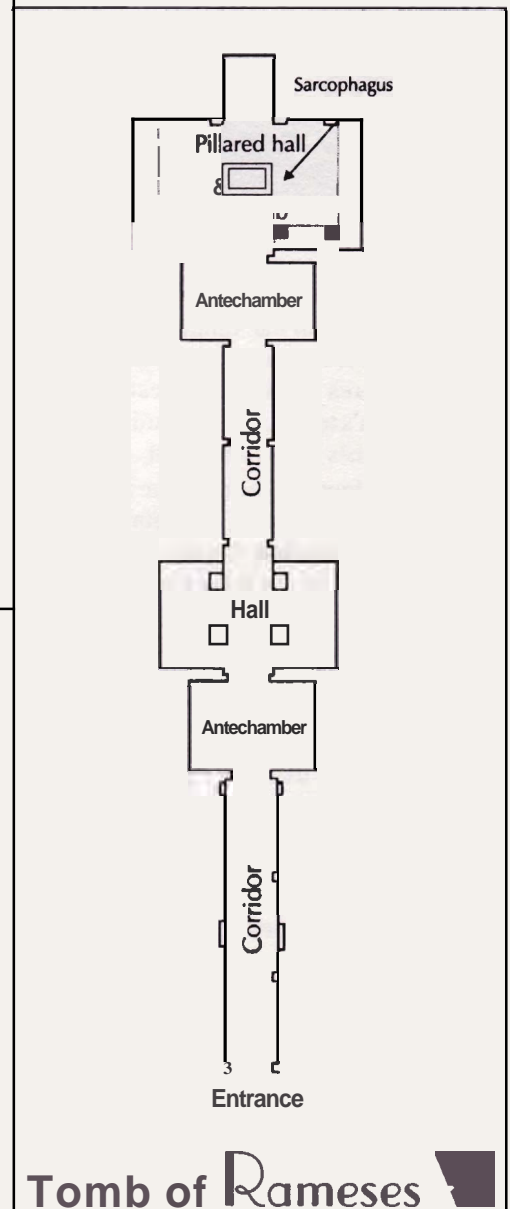 Sarcophagus
Pillared hall
Antechamber
Corridor
Hall
Antechamber
Corridor
3
Entrance
Tomb of Rameses